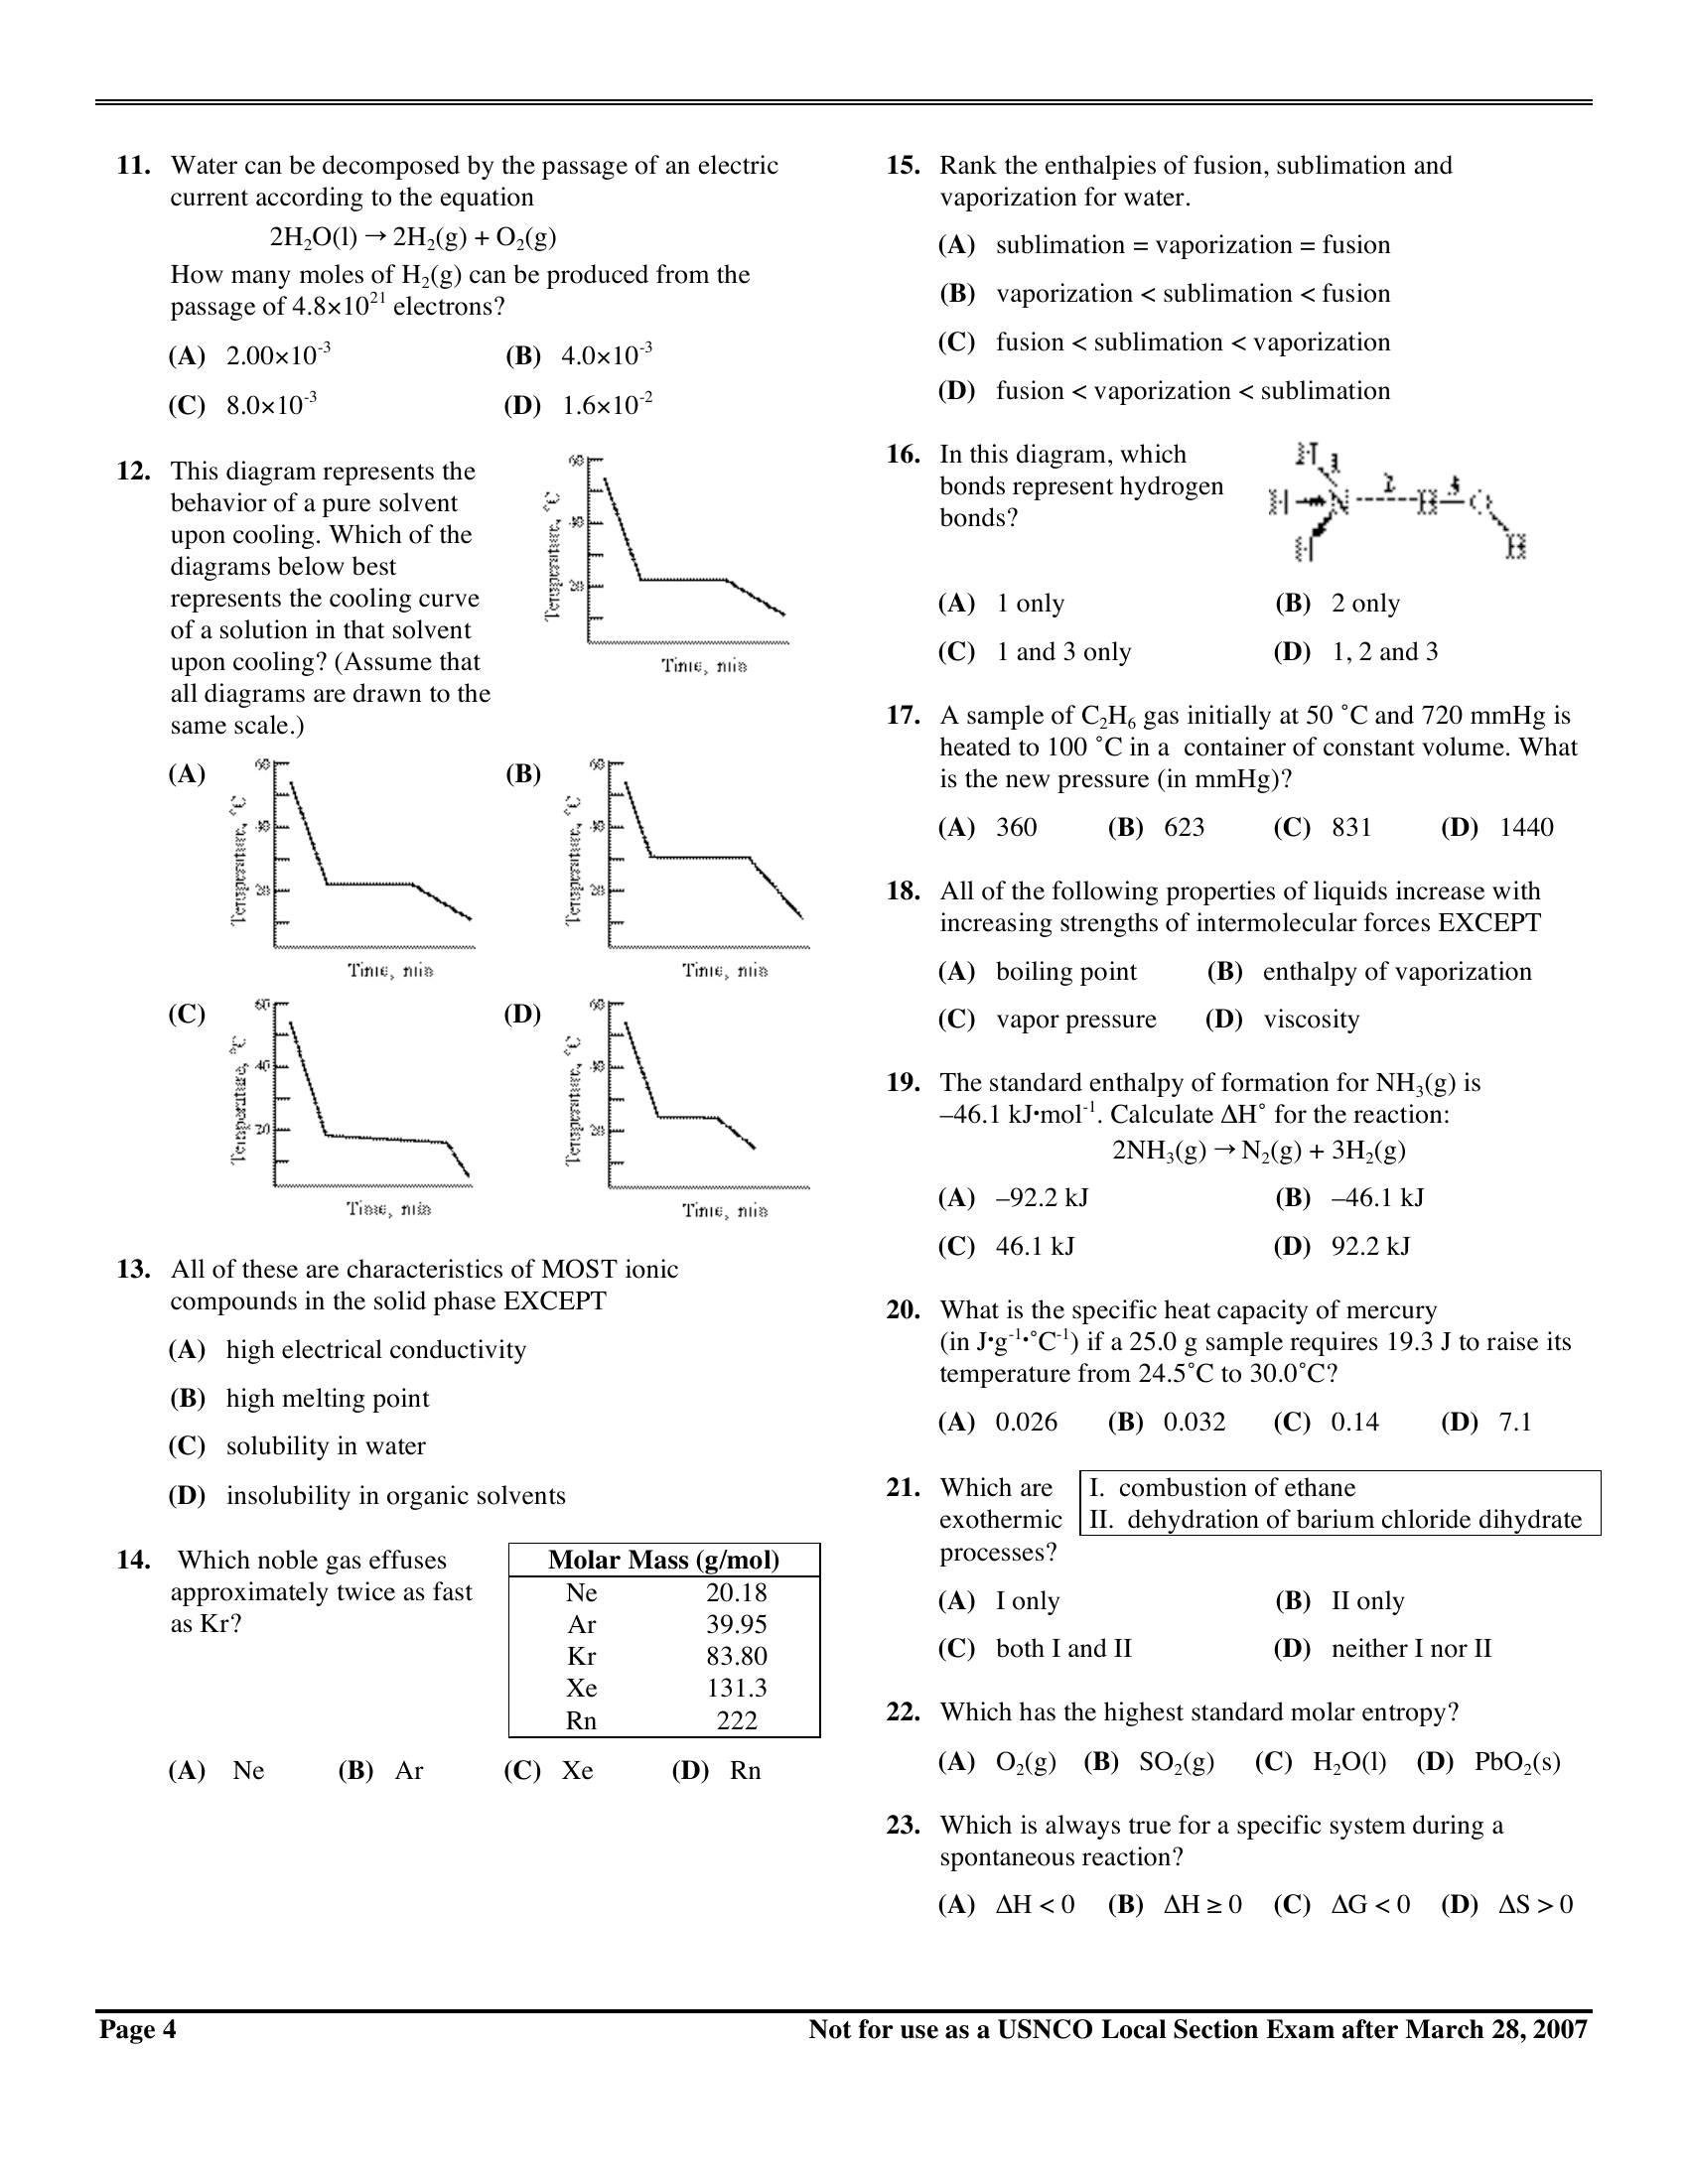 11. Water can be decomposed by the passage of an electric
current according to the equation
2H₂O(l) → 2H₂(g) + O₂(g)
How many moles of H₂(g) can be produced from the
passage of 4.8×10²¹ electrons?
(A) 2.00×10⁻³ (B) 4.0×10⁻³
(C) 8.0×10⁻³ (D) 1.6×10⁻²
12. This diagram represents the
behavior of a pure solvent
upon cooling. Which of the
diagrams below best
represents the cooling curve
of a solution in that solvent
upon cooling? (Assume that
all diagrams are drawn to the
same scale.)
60
40
20
Temperature, °C
Time, min
(A)
60
40
20
Temperature, °C
Time, min
(B)
60
40
20
Temperature, °C
Time, min
(C)
60
40
20
Temperature, °C
Time, min
(D)
60
40
20
Temperature, °C
Time, min
13. All of these are characteristics of MOST ionic
compounds in the solid phase EXCEPT
(A) high electrical conductivity
(B) high melting point
(C) solubility in water
(D) insolubility in organic solvents
14. Which noble gas effuses
approximately twice as fast
as Kr?
Molar Mass (g/mol)
Ne 20.18
Ar 39.95
Kr 83.80
Xe 131.3
Rn 222
(A) Ne (B) Ar (C) Xe (D) Rn
15. Rank the enthalpies of fusion, sublimation and
vaporization for water.
(A) sublimation = vaporization = fusion
(B) vaporization < sublimation < fusion
(C) fusion < sublimation < vaporization
(D) fusion < vaporization < sublimation
16. In this diagram, which
bonds represent hydrogen
bonds?
H 1
H N 2 H 3 O
H H
(A) 1 only (B) 2 only
(C) 1 and 3 only (D) 1, 2 and 3
17. A sample of C₂H₆ gas initially at 50 ˚C and 720 mmHg is
heated to 100 ˚C in a container of constant volume. What
is the new pressure (in mmHg)?
(A) 360 (B) 623 (C) 831 (D) 1440
18. All of the following properties of liquids increase with
increasing strengths of intermolecular forces EXCEPT
(A) boiling point (B) enthalpy of vaporization
(C) vapor pressure (D) viscosity
19. The standard enthalpy of formation for NH₃(g) is
–46.1 kJ•mol⁻¹. Calculate ΔH˚ for the reaction:
2NH₃(g) → N₂(g) + 3H₂(g)
(A) –92.2 kJ (B) –46.1 kJ
(C) 46.1 kJ (D) 92.2 kJ
20. What is the specific heat capacity of mercury
(in J•g⁻¹•˚C⁻¹) if a 25.0 g sample requires 19.3 J to raise its
temperature from 24.5˚C to 30.0˚C?
(A) 0.026 (B) 0.032 (C) 0.14 (D) 7.1
21. Which are
exothermic
processes?
I. combustion of ethane
II. dehydration of barium chloride dihydrate
(A) I only (B) II only
(C) both I and II (D) neither I nor II
22. Which has the highest standard molar entropy?
(A) O₂(g) (B) SO₂(g) (C) H₂O(l) (D) PbO₂(s)
23. Which is always true for a specific system during a
spontaneous reaction?
(A) ΔH < 0 (B) ΔH ≥ 0 (C) ΔG < 0 (D) ΔS > 0
Page 4 Not for use as a USNCO Local Section Exam after March 28, 2007